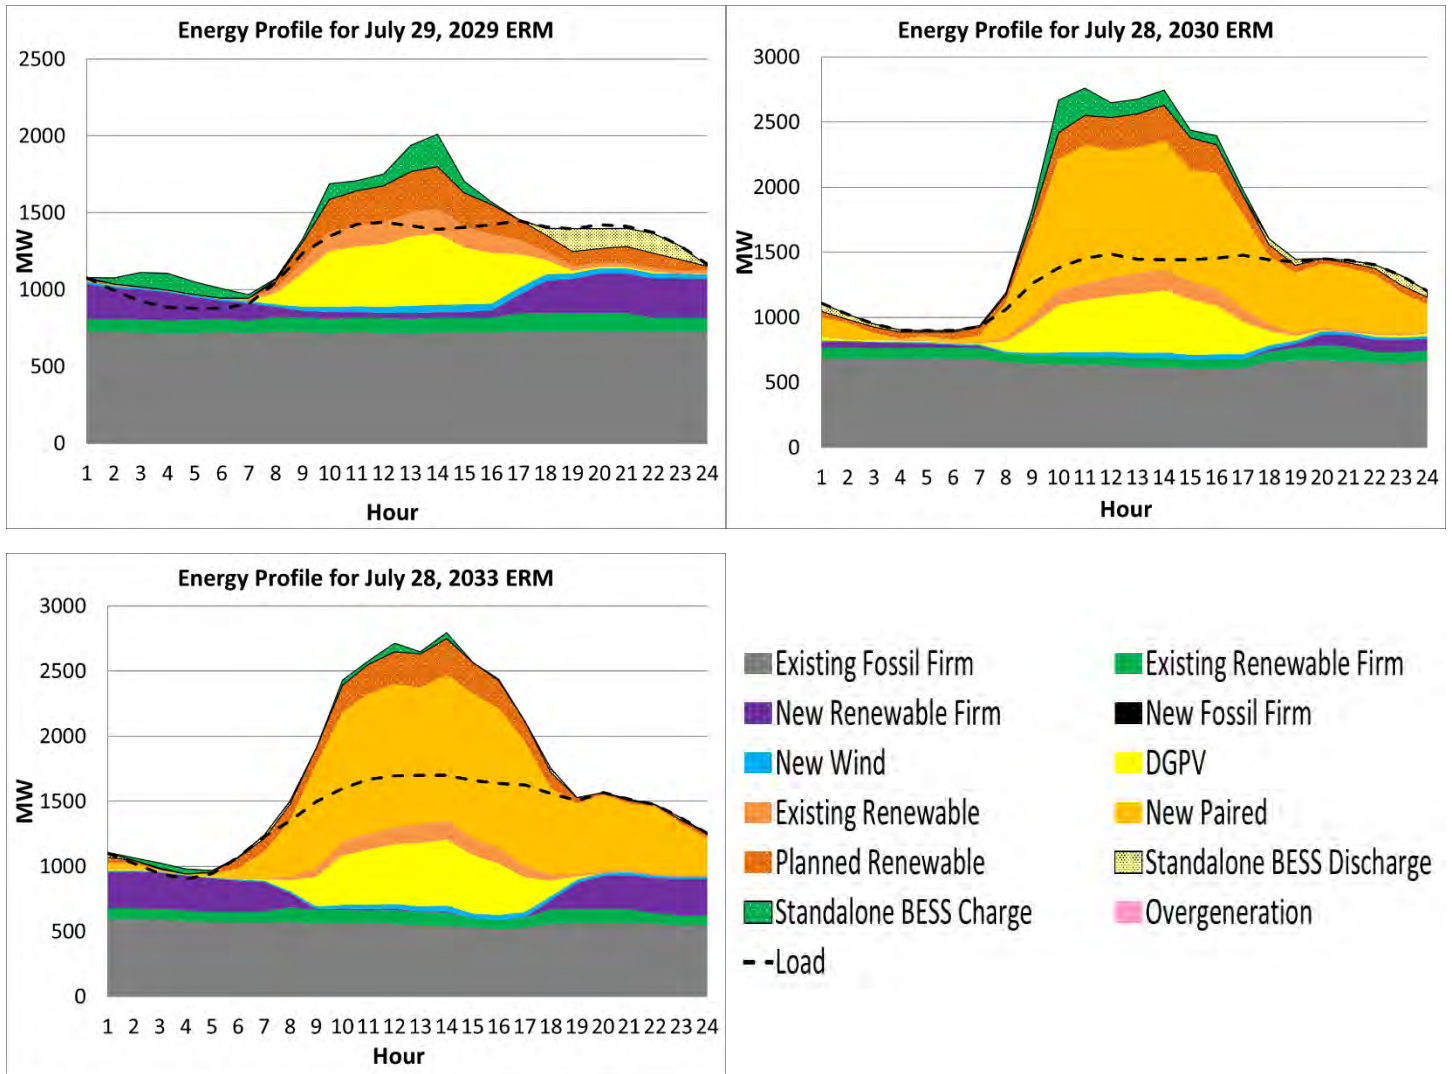 Energy Profile for July 29, 2029 ERM
2500
2000
1500
1000
500
0
MW
1 2 3 4 5 6 7 8 9 10 11 12 13 14 15 16 17 18 19 20 21 22 23 24
Hour
Energy Profile for July 28, 2030 ERM
3000
2500
2000
1500
1000
500
0
MW
1 2 3 4 5 6 7 8 9 10 11 12 13 14 15 16 17 18 19 20 21 22 23 24
Hour
Energy Profile for July 28, 2033 ERM
3000
2500
2000
1500
1000
500
0
MW
1 2 3 4 5 6 7 8 9 10 11 12 13 14 15 16 17 18 19 20 21 22 23 24
Hour
Existing Fossil Firm
Existing Renewable Firm
New Renewable Firm
New Fossil Firm
New Wind
DGPV
Existing Renewable
New Paired
Planned Renewable
Standalone BESS Discharge
Standalone BESS Charge
Overgeneration
Load